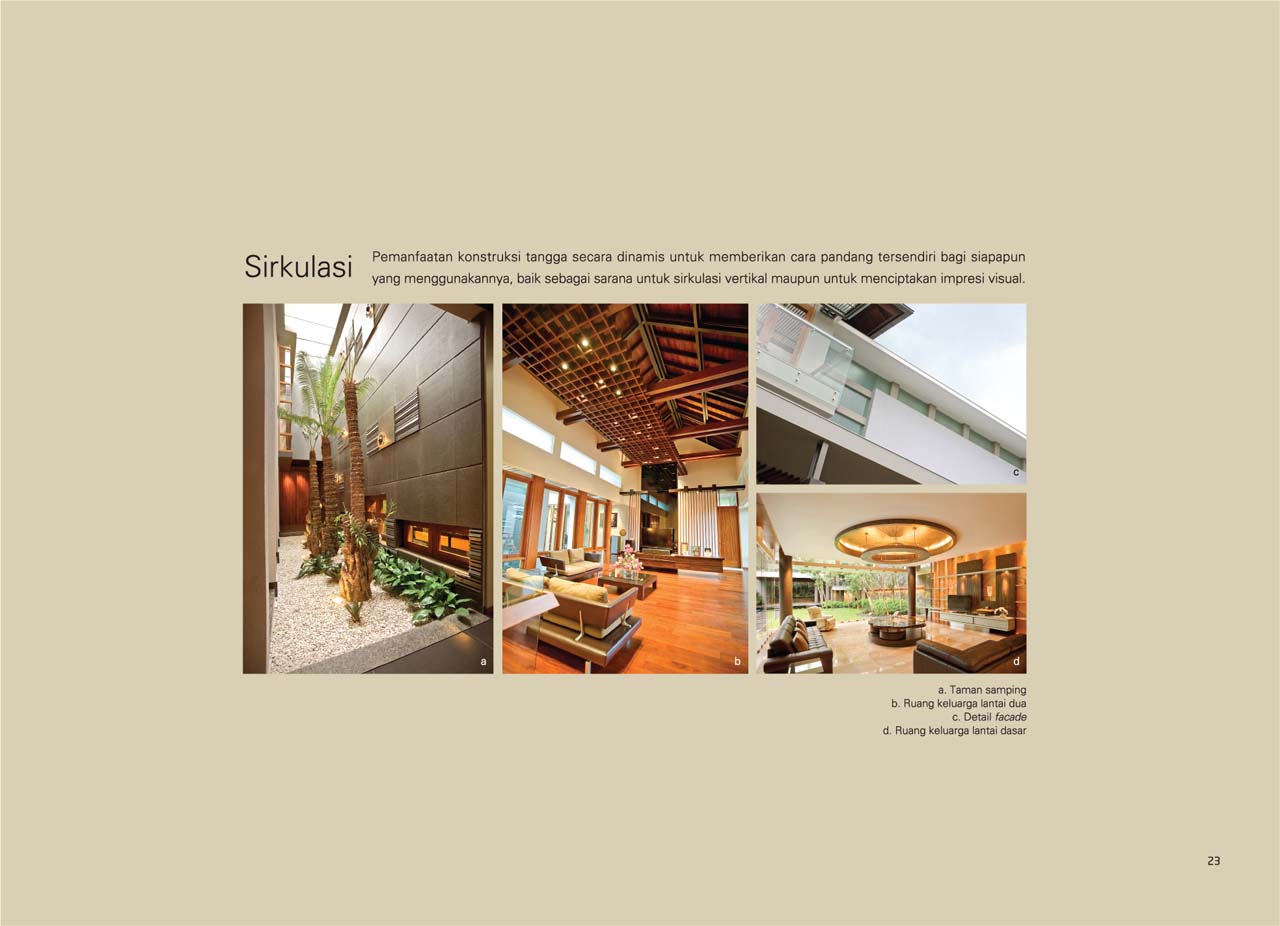 Sirkulasi
Pemanfaatan konstruksi tangga secara dinamis untuk memberikan cara pandang tersendiri bagi siapapun
yang menggunakannya, baik sebagai sarana untuk sirkulasi vertikal maupun untuk menciptakan impresi visual.
a
b
c
d
a. Taman samping
b. Ruang keluarga lantai dua
c. Detail facade
d. Ruang keluarga lantai dasar
23